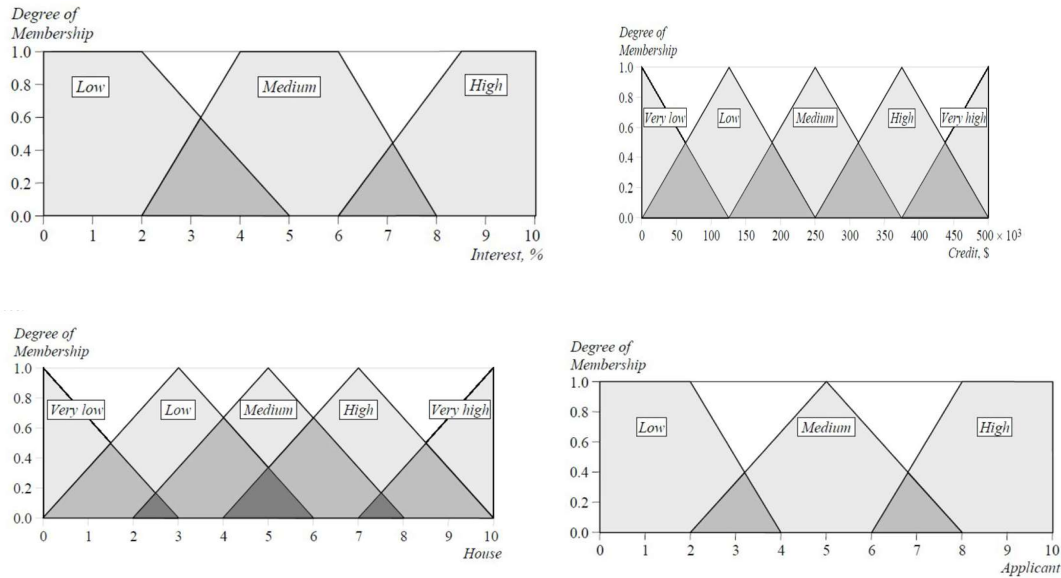 Degree of
Membership
1.0
0.8
0.6
0.4
0.2
0.0
Low
Medium
High
0 1 2 3 4 5 6 7 8 9 10
Interest, %
Degree of
Membership
1.0
0.8
0.6
0.4
0.2
0.0
Very low
Low
Medium
High
Very high
0 50 100 150 200 250 300 350 400 450 500 × 10³
Credit, $
Degree of
Membership
1.0
0.8
0.6
0.4
0.2
0.0
Very low
Low
Medium
High
Very high
0 1 2 3 4 5 6 7 8 9 10
House
Degree of
Membership
1.0
0.8
0.6
0.4
0.2
0.0
Low
Medium
High
0 1 2 3 4 5 6 7 8 9 10
Applicant